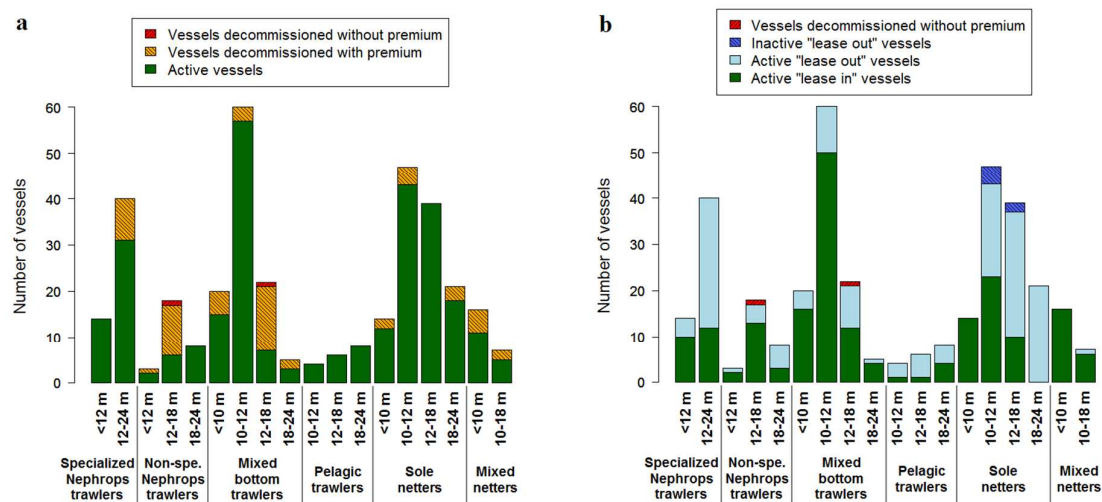 a
Vessels decommissioned without premium
Vessels decommissioned with premium
Active vessels
Number of vessels
60
50
40
30
20
10
0
<12 m
12-24 m
<12 m
12-18 m
18-24 m
<10 m
10-12 m
12-18 m
18-24 m
10-12 m
12-18 m
18-24 m
<10 m
10-12 m
12-18 m
18-24 m
<10 m
10-18 m
Specialized
Nephrops
trawlers
Non-spe.
Nephrops
trawlers
Mixed
bottom
trawlers
Pelagic
trawlers
Sole
netters
Mixed
netters
b
Vessels decommissioned without premium
Inactive "lease out" vessels
Active "lease out" vessels
Active "lease in" vessels
Number of vessels
60
50
40
30
20
10
0
<12 m
12-24 m
<12 m
12-18 m
18-24 m
<10 m
10-12 m
12-18 m
18-24 m
10-12 m
12-18 m
18-24 m
<10 m
10-12 m
12-18 m
18-24 m
<10 m
10-18 m
Specialized
Nephrops
trawlers
Non-spe.
Nephrops
trawlers
Mixed
bottom
trawlers
Pelagic
trawlers
Sole
netters
Mixed
netters